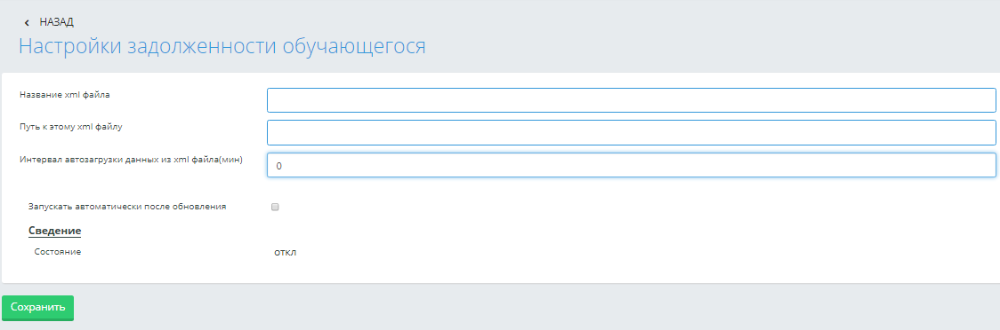 НАЗАД
Настройки задолженности обучающегося
Название xml файла
Путь к этому xml файлу
Интервал автозагрузки данных из xml файла(мин)
0
Запускать автоматически после обновления
Сведение
Состояние
откл
Сохранить